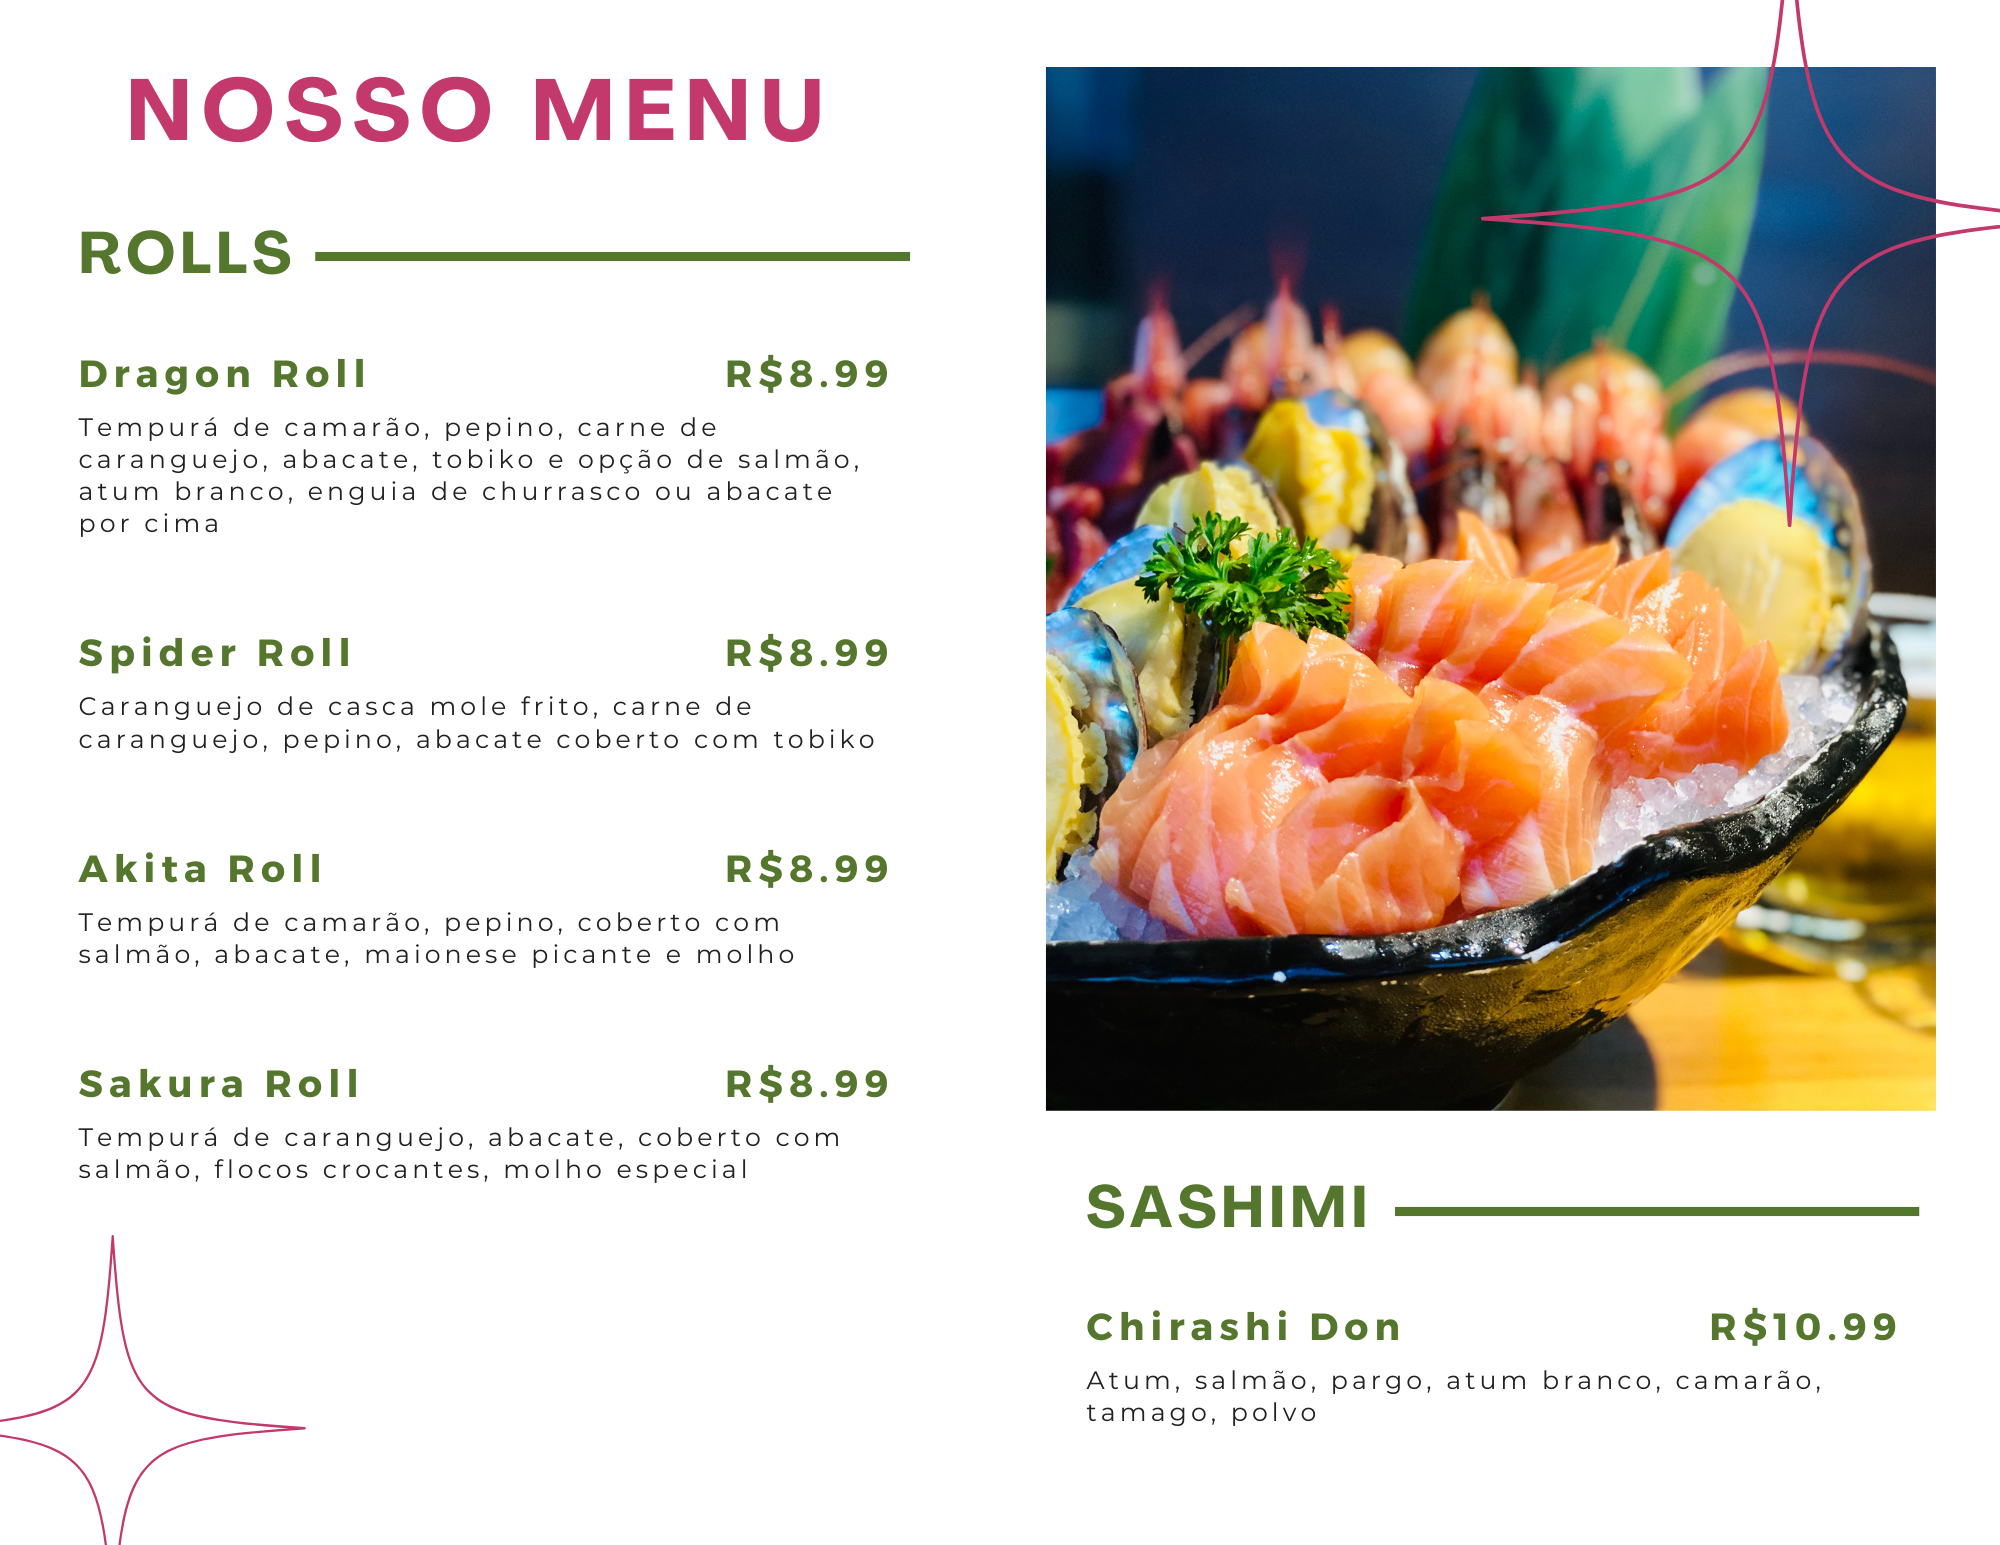 NOSSO MENU
ROLLS
Dragon Roll R$8.99
Tempurá de camarão, pepino, carne de
caranguejo, abacate, tobiko e opção de salmão,
atum branco, enguia de churrasco ou abacate
por cima
Spider Roll R$8.99
Caranguejo de casca mole frito, carne de
caranguejo, pepino, abacate coberto com tobiko
Akita Roll R$8.99
Tempurá de camarão, pepino, coberto com
salmão, abacate, maionese picante e molho
Sakura Roll R$8.99
Tempurá de caranguejo, abacate, coberto com
salmão, flocos crocantes, molho especial
SASHIMI
Chirashi Don R$10.99
Atum, salmão, pargo, atum branco, camarão,
tamago, polvo